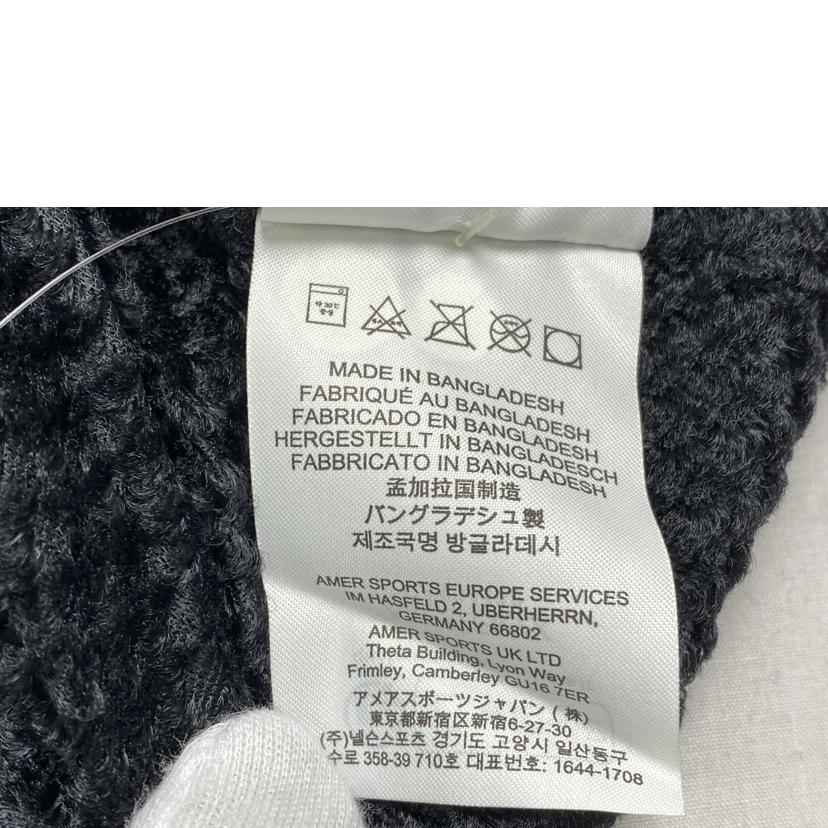 약 30℃
중성
MADE IN BANGLADESH
FABRIQUÉ AU BANGLADESH
FABRICADO EN BANGLADESH
HERGESTELLT IN BANGLADESCH
FABBRICATO IN BANGLADESH
孟加拉国制造
バングラデシュ製
제조국명 방글라데시
AMER SPORTS EUROPE SERVICES
IM HASFELD 2, UBERHERRN,
GERMANY 66802
AMER SPORTS UK LTD
Theta Building, Lyon Way
Frimley, Camberley GU16 7ER
アメアスポーツジャパン (株)
東京都新宿区新宿6-27-30
(주)넬슨스포츠 경기도 고양시 일산동구
수로 358-39 710호 대표번호: 1644-1708